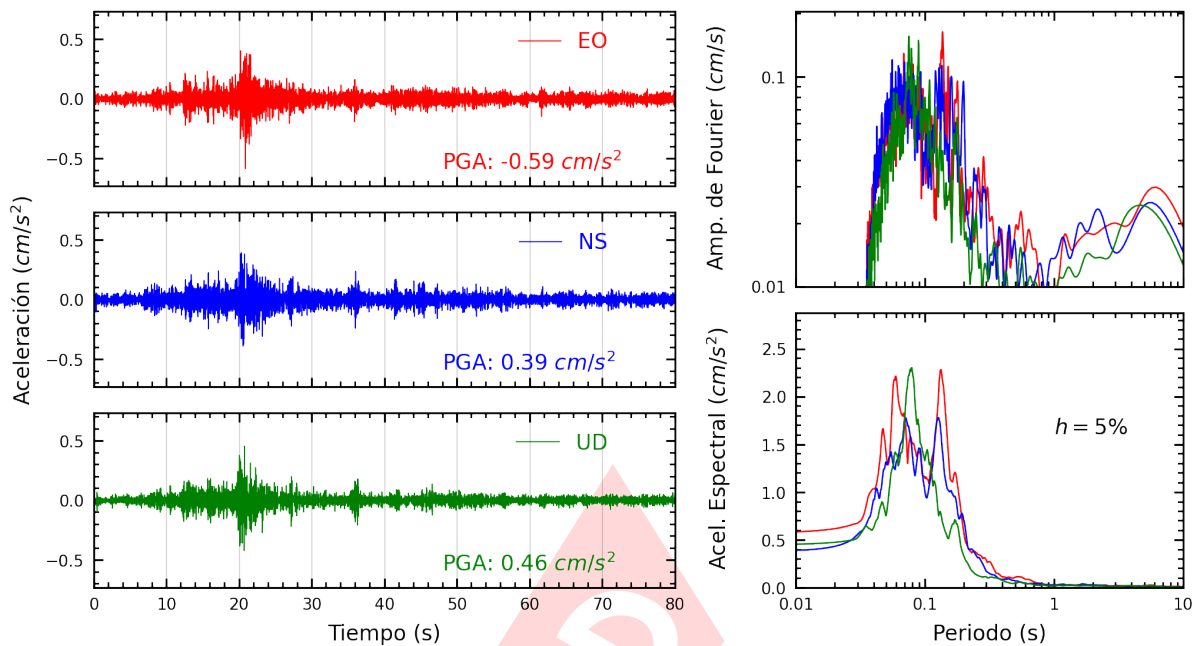 Aceleración (cm/s²)
0.5
0.0
−0.5
EO
PGA: -0.59 cm/s²
0.5
0.0
−0.5
NS
PGA: 0.39 cm/s²
0.5
0.0
−0.5
UD
PGA: 0.46 cm/s²
0 10 20 30 40 50 60 70 80
Tiempo (s)
Amp. de Fourier (cm/s)
0.1
0.01
Acel. Espectral (cm/s²)
2.5
2.0
1.5
1.0
0.5
0.0
h = 5%
0.01 0.1 1 10
Periodo (s)